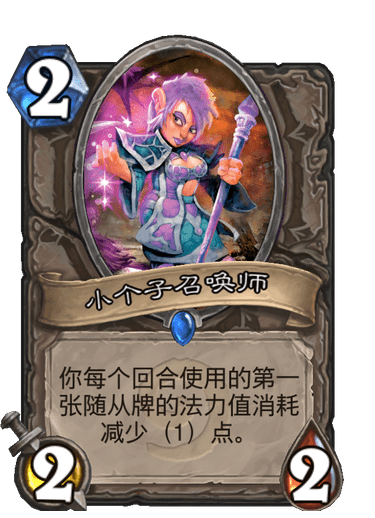 2
小个子召唤师
你每个回合使用的第一
张随从牌的法力值消耗
减少（1）点。
2
2